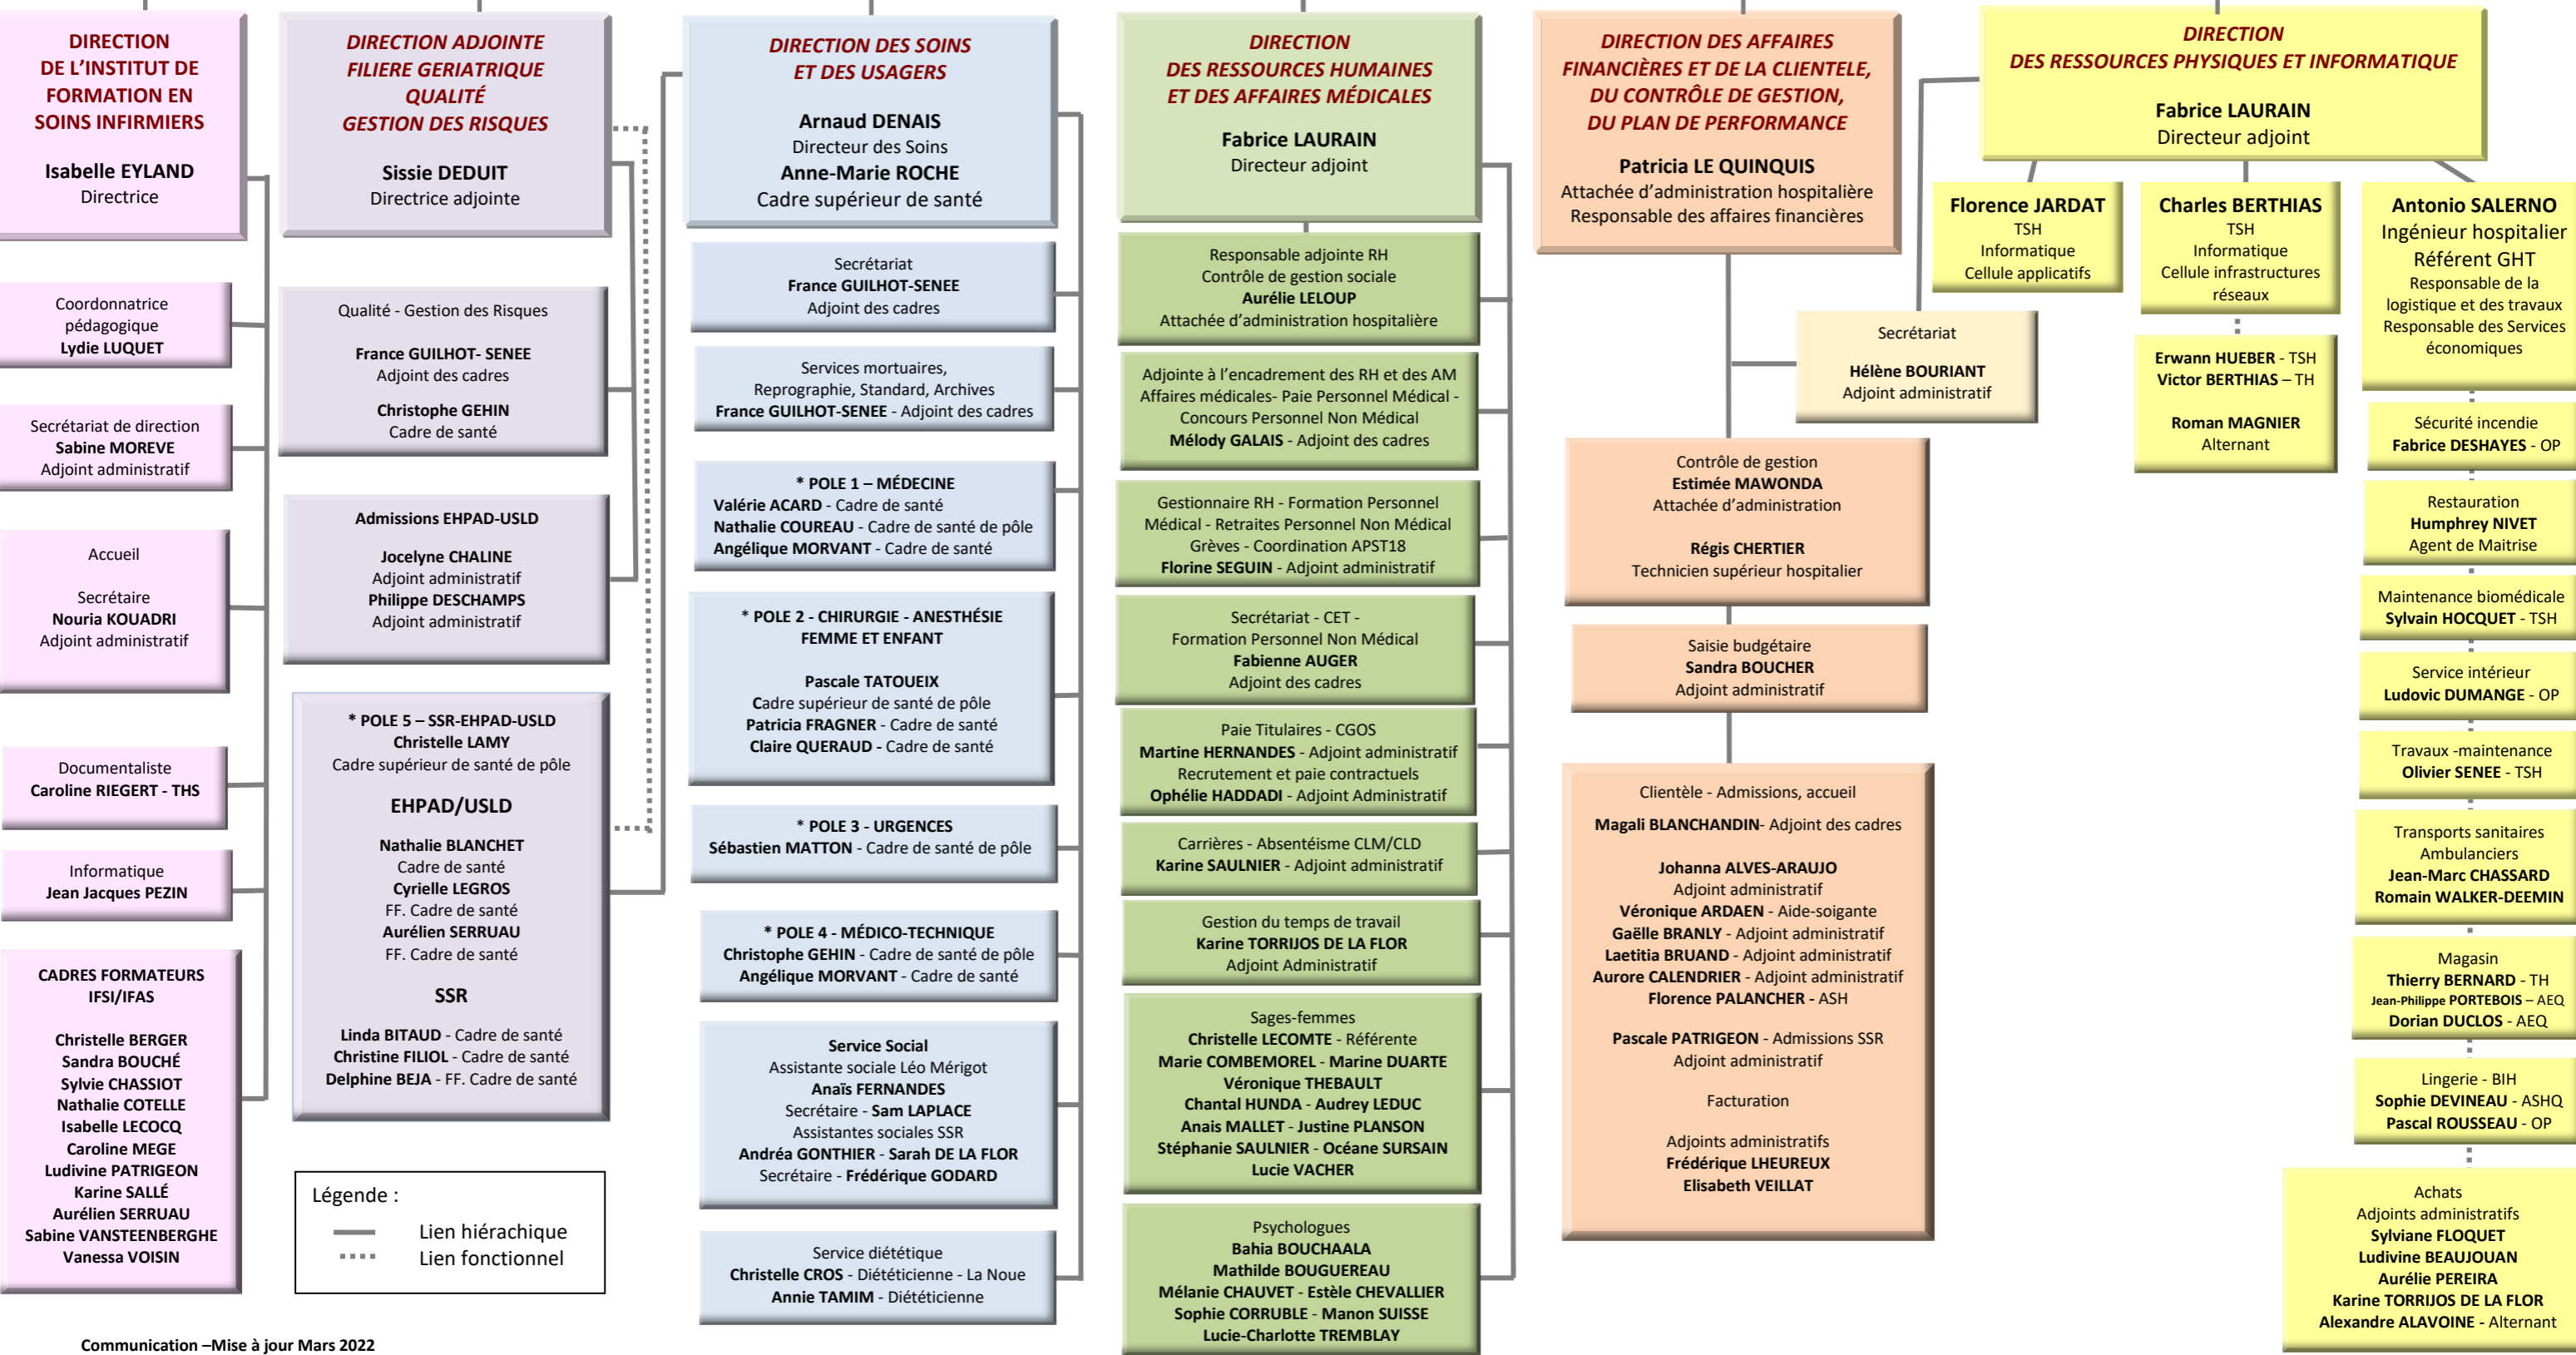 DIRECTION
DE L'INSTITUT DE
FORMATION EN
SOINS INFIRMIERS
Isabelle EYLAND
Directrice
Coordonnatrice
pédagogique
Lydie LUQUET
Secrétariat de direction
Sabine MOREVE
Adjoint administratif
Accueil
Secrétaire
Nouria KOUADRI
Adjoint administratif
Documentaliste
Caroline RIEGERT - THS
Informatique
Jean Jacques PEZIN
CADRES FORMATEURS
IFSI/IFAS
Christelle BERGER
Sandra BOUCHÉ
Sylvie CHASSIOT
Nathalie COTELLE
Isabelle LECOCQ
Caroline MEGE
Ludivine PATRIGEON
Karine SALLÉ
Aurélien SERRUAU
Sabine VANSTEENBERGHE
Vanessa VOISIN
DIRECTION ADJOINTE
FILIERE GERIATRIQUE
QUALITÉ
GESTION DES RISQUES
Sissie DEDUIT
Directrice adjointe
Qualité - Gestion des Risques
France GUILHOT- SENEE
Adjoint des cadres
Christophe GEHIN
Cadre de santé
Admissions EHPAD-USLD
Jocelyne CHALINE
Adjoint administratif
Philippe DESCHAMPS
Adjoint administratif
* POLE 5 – SSR-EHPAD-USLD
Christelle LAMY
Cadre supérieur de santé de pôle
EHPAD/USLD
Nathalie BLANCHET
Cadre de santé
Cyrielle LEGROS
FF. Cadre de santé
Aurélien SERRUAU
FF. Cadre de santé
SSR
Linda BITAUD - Cadre de santé
Christine FILIOL - Cadre de santé
Delphine BEJA - FF. Cadre de santé
Légende :
Lien hiérachique
Lien fonctionnel
DIRECTION DES SOINS
ET DES USAGERS
Arnaud DENAIS
Directeur des Soins
Anne-Marie ROCHE
Cadre supérieur de santé
Secrétariat
France GUILHOT-SENEE
Adjoint des cadres
Services mortuaires,
Reprographie, Standard, Archives
France GUILHOT-SENEE - Adjoint des cadres
* POLE 1 – MÉDECINE
Valérie ACARD - Cadre de santé
Nathalie COUREAU - Cadre de santé de pôle
Angélique MORVANT - Cadre de santé
* POLE 2 - CHIRURGIE - ANESTHÉSIE
FEMME ET ENFANT
Pascale TATOUEIX
Cadre supérieur de santé de pôle
Patricia FRAGNER - Cadre de santé
Claire QUERAUD - Cadre de santé
* POLE 3 - URGENCES
Sébastien MATTON - Cadre de santé de pôle
* POLE 4 - MÉDICO-TECHNIQUE
Christophe GEHIN - Cadre de santé de pôle
Angélique MORVANT - Cadre de santé
Service Social
Assistante sociale Léo Mérigot
Anaïs FERNANDES
Secrétaire - Sam LAPLACE
Assistantes sociales SSR
Andréa GONTHIER - Sarah DE LA FLOR
Secrétaire - Frédérique GODARD
Service diététique
Christelle CROS - Diététicienne - La Noue
Annie TAMIM - Diététicienne
DIRECTION
DES RESSOURCES HUMAINES
ET DES AFFAIRES MÉDICALES
Fabrice LAURAIN
Directeur adjoint
Responsable adjointe RH
Contrôle de gestion sociale
Aurélie LELOUP
Attachée d'administration hospitalière
Adjointe à l'encadrement des RH et des AM
Affaires médicales- Paie Personnel Médical -
Concours Personnel Non Médical
Mélody GALAIS - Adjoint des cadres
Gestionnaire RH - Formation Personnel
Médical - Retraites Personnel Non Médical
Grèves - Coordination APST18
Florine SEGUIN - Adjoint administratif
Secrétariat - CET -
Formation Personnel Non Médical
Fabienne AUGER
Adjoint des cadres
Paie Titulaires - CGOS
Martine HERNANDES - Adjoint administratif
Recrutement et paie contractuels
Ophélie HADDADI - Adjoint Administratif
Carrières - Absentéisme CLM/CLD
Karine SAULNIER - Adjoint administratif
Gestion du temps de travail
Karine TORRIJOS DE LA FLOR
Adjoint Administratif
Sages-femmes
Christelle LECOMTE - Référente
Marie COMBEMOREL - Marine DUARTE
Véronique THEBAULT
Chantal HUNDA - Audrey LEDUC
Anais MALLET - Justine PLANSON
Stéphanie SAULNIER - Océane SURSAIN
Lucie VACHER
Psychologues
Bahia BOUCHAALA
Mathilde BOUGUEREAU
Mélanie CHAUVET - Estèle CHEVALLIER
Sophie CORRUBLE - Manon SUISSE
Lucie-Charlotte TREMBLAY
DIRECTION DES AFFAIRES
FINANCIÈRES ET DE LA CLIENTELE,
DU CONTRÔLE DE GESTION,
DU PLAN DE PERFORMANCE
Patricia LE QUINQUIS
Attachée d'administration hospitalière
Responsable des affaires financières
Secrétariat
Hélène BOURIANT
Adjoint administratif
Contrôle de gestion
Estimée MAWONDA
Attachée d'administration
Régis CHERTIER
Technicien supérieur hospitalier
Saisie budgétaire
Sandra BOUCHER
Adjoint administratif
Clientèle - Admissions, accueil
Magali BLANCHANDIN- Adjoint des cadres
Johanna ALVES-ARAUJO
Adjoint administratif
Véronique ARDAEN - Aide-soigante
Gaëlle BRANLY - Adjoint administratif
Laetitia BRUAND - Adjoint administratif
Aurore CALENDRIER - Adjoint administratif
Florence PALANCHER - ASH
Pascale PATRIGEON - Admissions SSR
Adjoint administratif
Facturation
Adjoints administratifs
Frédérique LHEUREUX
Elisabeth VEILLAT
DIRECTION
DES RESSOURCES PHYSIQUES ET INFORMATIQUE
Fabrice LAURAIN
Directeur adjoint
Florence JARDAT
TSH
Informatique
Cellule applicatifs
Charles BERTHIAS
TSH
Informatique
Cellule infrastructures
réseaux
Erwann HUEBER - TSH
Victor BERTHIAS – TH
Roman MAGNIER
Alternant
Antonio SALERNO
Ingénieur hospitalier
Référent GHT
Responsable de la
logistique et des travaux
Responsable des Services
économiques
Sécurité incendie
Fabrice DESHAYES - OP
Restauration
Humphrey NIVET
Agent de Maitrise
Maintenance biomédicale
Sylvain HOCQUET - TSH
Service intérieur
Ludovic DUMANGE - OP
Travaux -maintenance
Olivier SENEE - TSH
Transports sanitaires
Ambulanciers
Jean-Marc CHASSARD
Romain WALKER-DEEMIN
Magasin
Thierry BERNARD - TH
Jean-Philippe PORTEBOIS – AEQ
Dorian DUCLOS - AEQ
Lingerie - BIH
Sophie DEVINEAU - ASHQ
Pascal ROUSSEAU - OP
Achats
Adjoints administratifs
Sylviane FLOQUET
Ludivine BEAUJOUAN
Aurélie PEREIRA
Karine TORRIJOS DE LA FLOR
Alexandre ALAVOINE - Alternant
Communication –Mise à jour Mars 2022